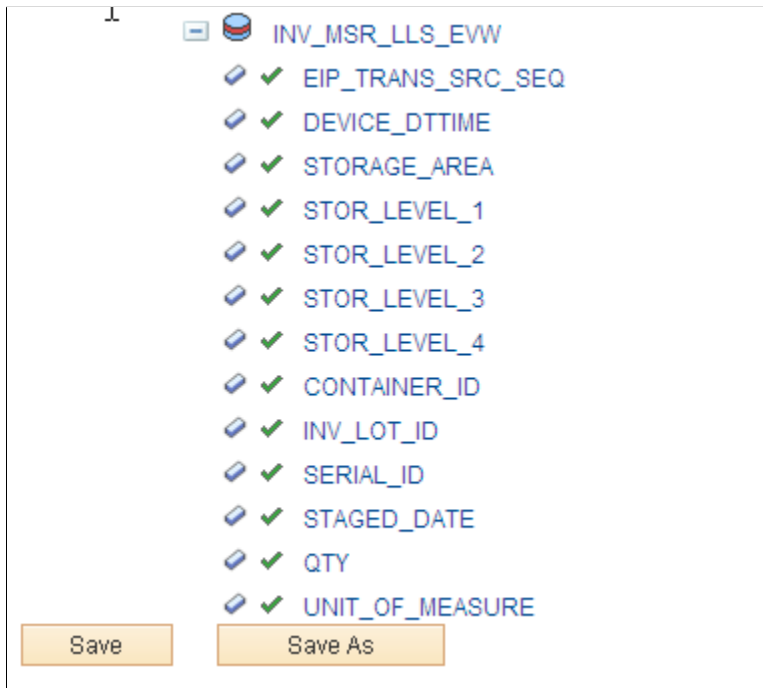 INV_MSR_LLS_EVW
EIP_TRANS_SRC_SEQ
DEVICE_DTTIME
STORAGE_AREA
STOR_LEVEL_1
STOR_LEVEL_2
STOR_LEVEL_3
STOR_LEVEL_4
CONTAINER_ID
INV_LOT_ID
SERIAL_ID
STAGED_DATE
QTY
UNIT_OF_MEASURE
Save Save As